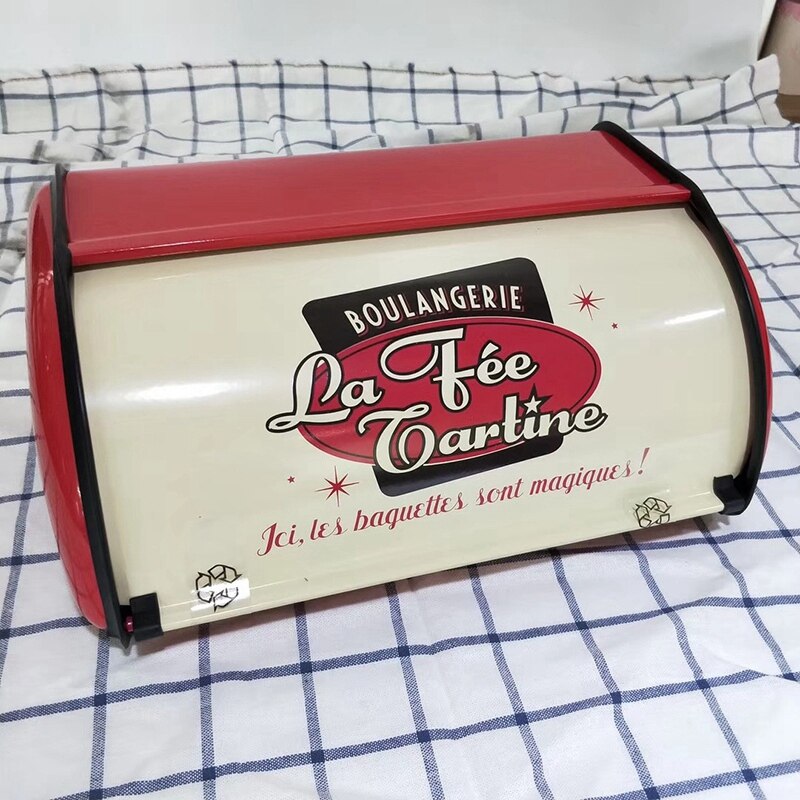 BOULANGERIE
La Fée
Tartine
Ici, les baguettes sont magiques !